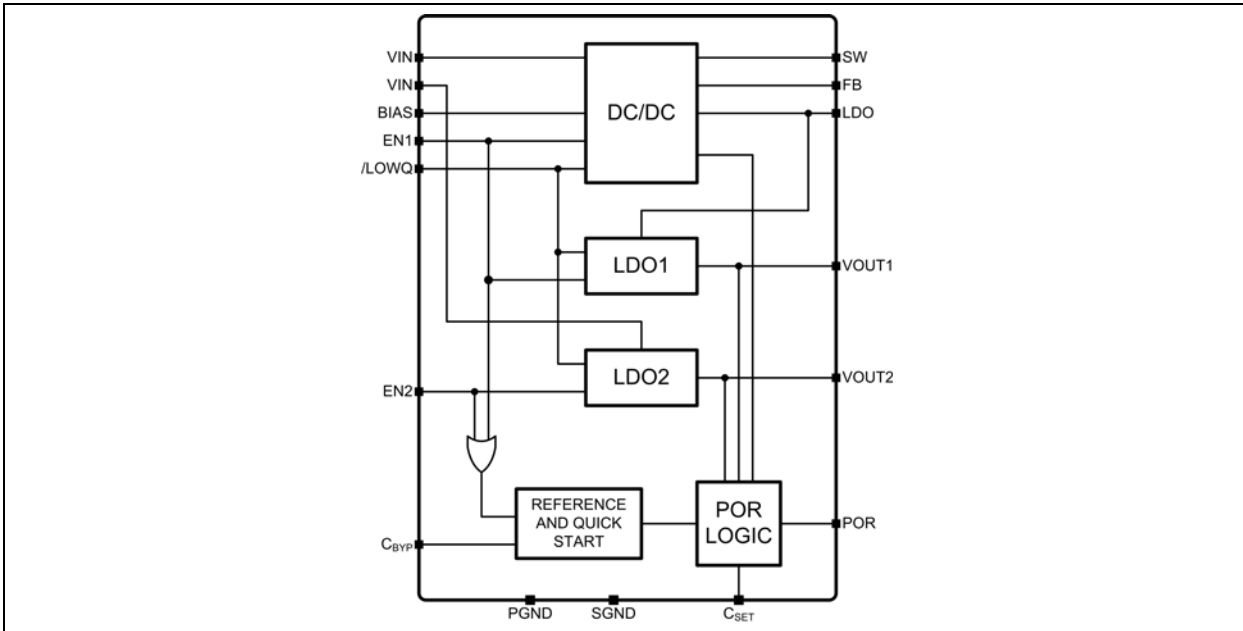 VIN
SW
VIN
FB
BIAS
DC/DC
LDO
EN1
/LOWQ
LDO1
VOUT1
LDO2
VOUT2
EN2
REFERENCE
AND QUICK
START
POR
LOGIC
POR
CBYP
PGND
SGND
CSET